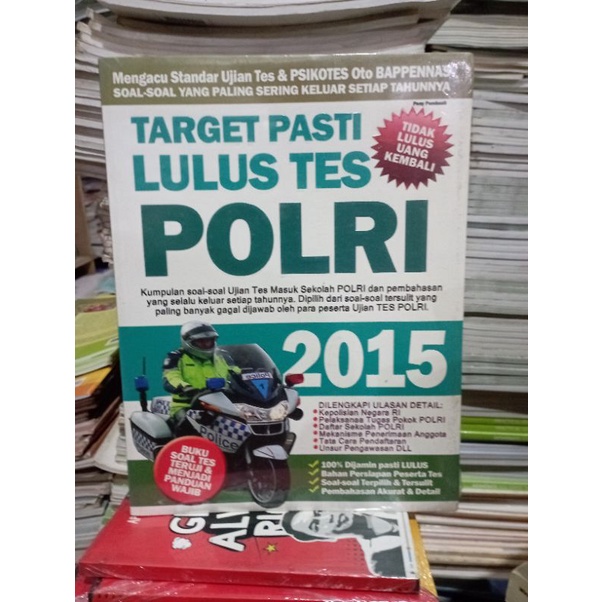 Mengacu Standar Ujian Tes & PSIKOTES Oto BAPPENNAS
SOAL-SOAL YANG PALING SERING KELUAR SETIAP TAHUNNYA
TARGET PASTI
LULUS TES
POLRI
TIDAK
LULUS
UANG
KEMBALI
Kumpulan soal-soal Ujian Tes Masuk Sekolah POLRI dan pembahasan
yang selalu keluar setiap tahunnya. Dipilih dari soal-soal tersulit yang
paling banyak gagal dijawab oleh para peserta Ujian TES POLRI.
2015
DILENGKAPI ULASAN DETAIL:
Kepolisian Negara RI
Pelaksanaa Tugas Pokok POLRI
Daftar Sekolah POLRI
Mekanisme Penerimaan Anggota
Tata Cara Pendaftaran
Unsur Pengawasan DLL
Police
BUKU
SOAL TES
TERUJI &
MENJADI
PANDUAN
WAJIB
100% Dijamin pasti LULUS
Bahan Persiapan Peserta Tes
Soal-soal Terpilih & Tersulit
Pembahasan Akurat & Detail